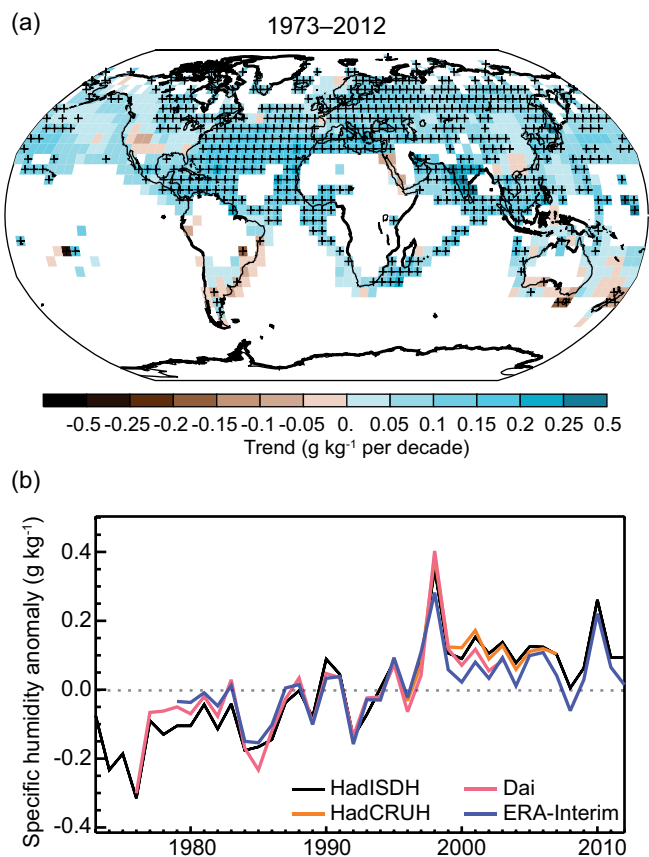 (a)
1973–2012
-0.5 -0.25 -0.2 -0.15 -0.1 -0.05 0. 0.05 0.1 0.15 0.2 0.25 0.5
Trend (g kg⁻¹ per decade)
(b)
Specific humidity anomaly (g kg⁻¹)
0.4
0.2
0.0
-0.2
-0.4
HadISDH Dai
HadCRUH ERA-Interim
1980 1990 2000 2010